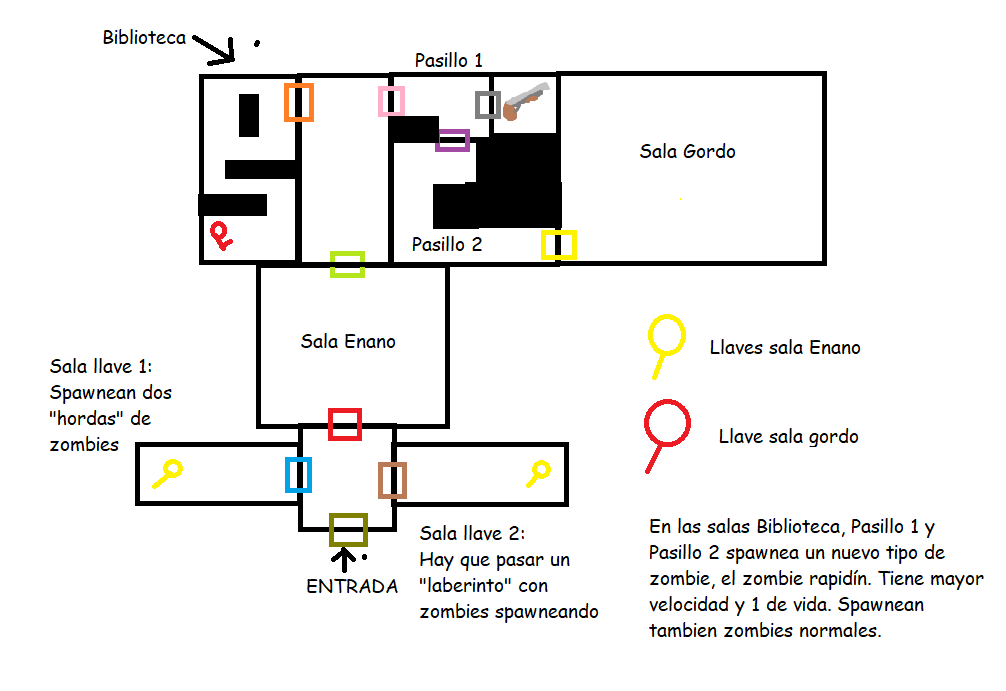 Biblioteca
Pasillo 1
Sala Gordo
Pasillo 2
Sala Enano
Llaves sala Enano
Sala llave 1:
Spawnean dos
"hordas" de
zombies
Llave sala gordo
Sala llave 2:
Hay que pasar un
"laberinto" con
zombies spawneando
ENTRADA
En las salas Biblioteca, Pasillo 1 y
Pasillo 2 spawnea un nuevo tipo de
zombie, el zombie rapidín. Tiene mayor
velocidad y 1 de vida. Spawnean
tambien zombies normales.